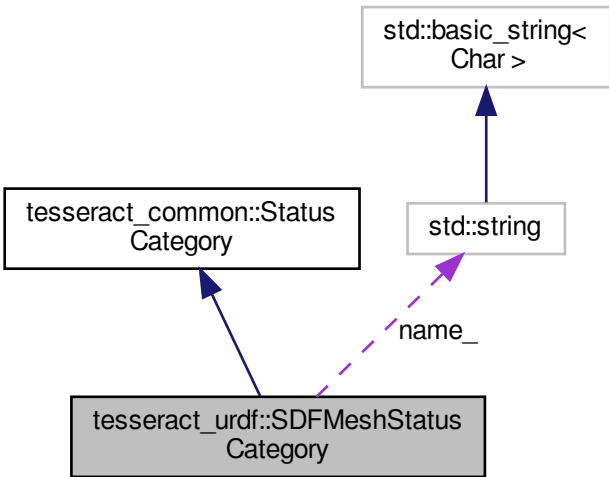 std::basic_string<
Char >
tesseract_common::Status
Category
std::string
name_
tesseract_urdf::SDFMeshStatus
Category